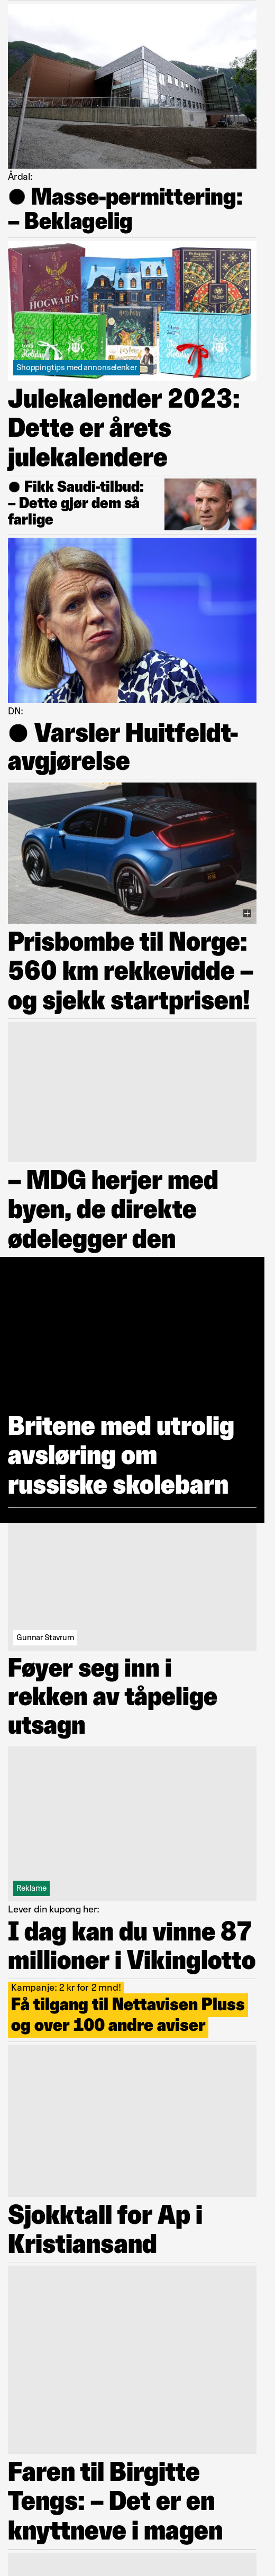 Årdal:
● Masse-permittering:
– Beklagelig
HOGWARTS
Shoppingtips med annonselenker
Julekalender 2023:
Dette er årets
julekalendere
● Fikk Saudi-tilbud:
– Dette gjør dem så
farlige
DN:
● Varsler Huitfeldt-
avgjørelse
Prisbombe til Norge:
560 km rekkevidde –
og sjekk startprisen!
– MDG herjer med
byen, de direkte
ødelegger den
Britene med utrolig
avsløring om
russiske skolebarn
Gunnar Stavrum
Føyer seg inn i
rekken av tåpelige
utsagn
Reklame
Lever din kupong her:
I dag kan du vinne 87
millioner i Vikinglotto
Kampanje: 2 kr for 2 mnd!
Få tilgang til Nettavisen Pluss
og over 100 andre aviser
Sjokktall for Ap i
Kristiansand
Faren til Birgitte
Tengs: – Det er en
knyttneve i magen